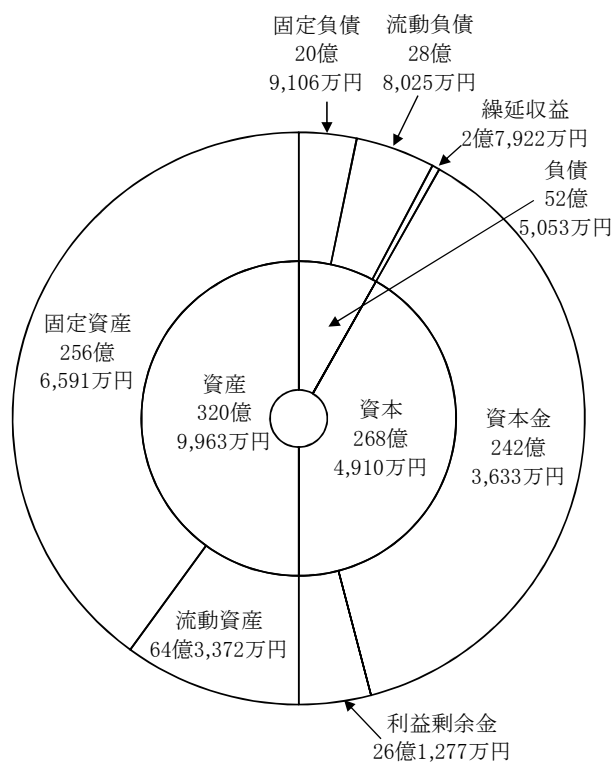 固定負債
20億
9,106万円
流動負債
28億
8,025万円
繰延収益
2億7,922万円
負債
52億
5,053万円
固定資産
256億
6,591万円
資産
320億
9,963万円
資本
268億
4,910万円
資本金
242億
3,633万円
流動資産
64億3,372万円
利益剰余金
26億1,277万円